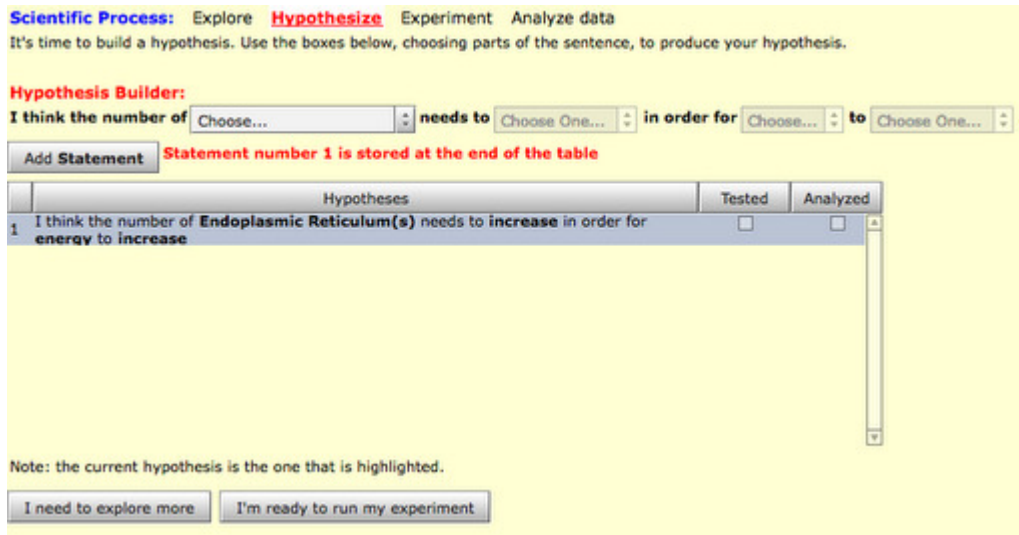 Scientific Process: Explore Hypothesize Experiment Analyze data
It's time to build a hypothesis. Use the boxes below, choosing parts of the sentence, to produce your hypothesis.
Hypothesis Builder:
I think the number of Choose... needs to Choose One... in order for Choose... to Choose One...
Add Statement Statement number 1 is stored at the end of the table
Hypotheses Tested Analyzed
1 I think the number of Endoplasmic Reticulum(s) needs to increase in order for
energy to increase
Note: the current hypothesis is the one that is highlighted.
I need to explore more I'm ready to run my experiment